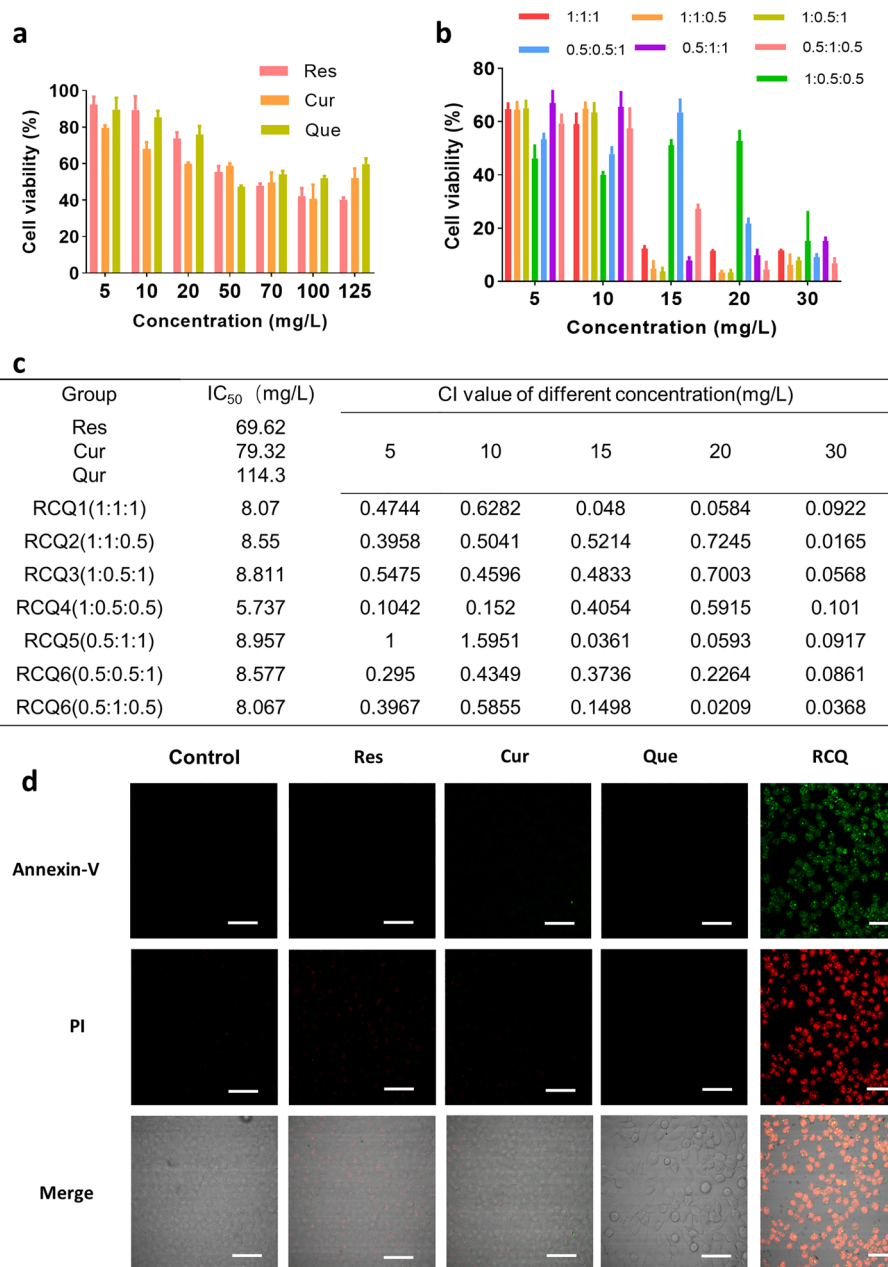 a
Res
Cur
Que
Cell viability (%)
100
80
60
40
20
0
5 10 20 50 70 100 125
Concentration (mg/L)
b
1:1:1 1:1:0.5 1:0.5:1
0.5:0.5:1 0.5:1:1 0.5:1:0.5
1:0.5:0.5
Cell viability (%)
80
60
40
20
0
5 10 15 20 30
Concentration (mg/L)
c
Group IC50 (mg/L) CI value of different concentration(mg/L)
Res 69.62
Cur 79.32 5 10 15 20 30
Qur 114.3
RCQ1(1:1:1) 8.07 0.4744 0.6282 0.048 0.0584 0.0922
RCQ2(1:1:0.5) 8.55 0.3958 0.5041 0.5214 0.7245 0.0165
RCQ3(1:0.5:1) 8.811 0.5475 0.4596 0.4833 0.7003 0.0568
RCQ4(1:0.5:0.5) 5.737 0.1042 0.152 0.4054 0.5915 0.101
RCQ5(0.5:1:1) 8.957 1 1.5951 0.0361 0.0593 0.0917
RCQ6(0.5:0.5:1) 8.577 0.295 0.4349 0.3736 0.2264 0.0861
RCQ6(0.5:1:0.5) 8.067 0.3967 0.5855 0.1498 0.0209 0.0368
d
Control Res Cur Que RCQ
Annexin-V
PI
Merge